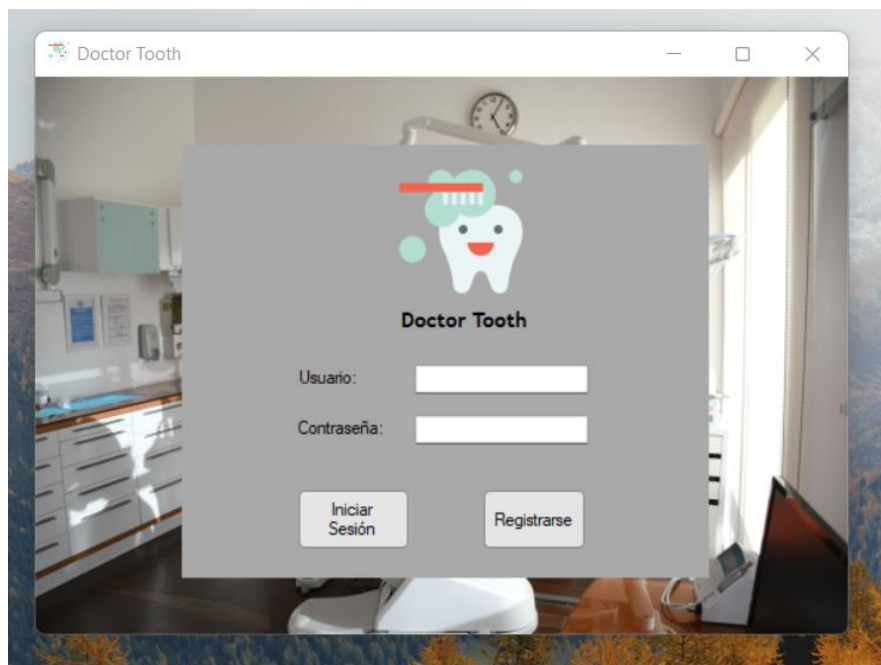 Doctor Tooth
Doctor Tooth
Usuario:
Contraseña:
Iniciar
Sesión
Registrarse